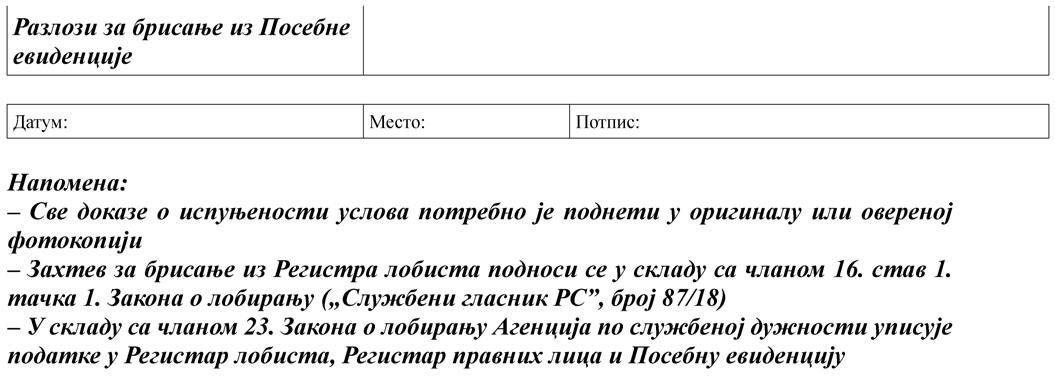 Разлози за брисање из Посебне
евиденције
Датум: Место: Потпис:
Напомена:
– Све доказе о испуњености услова потребно је поднети у оригиналу или овереној
фотокопији
– Захтев за брисање из Регистра лобиста подноси се у складу са чланом 16. став 1.
тачка 1. Закона о лобирању („Службени гласник РС”, број 87/18)
– У складу са чланом 23. Закона о лобирању Агенција по службеној дужности уписује
податке у Регистар лобиста, Регистар правних лица и Посебну евиденцију